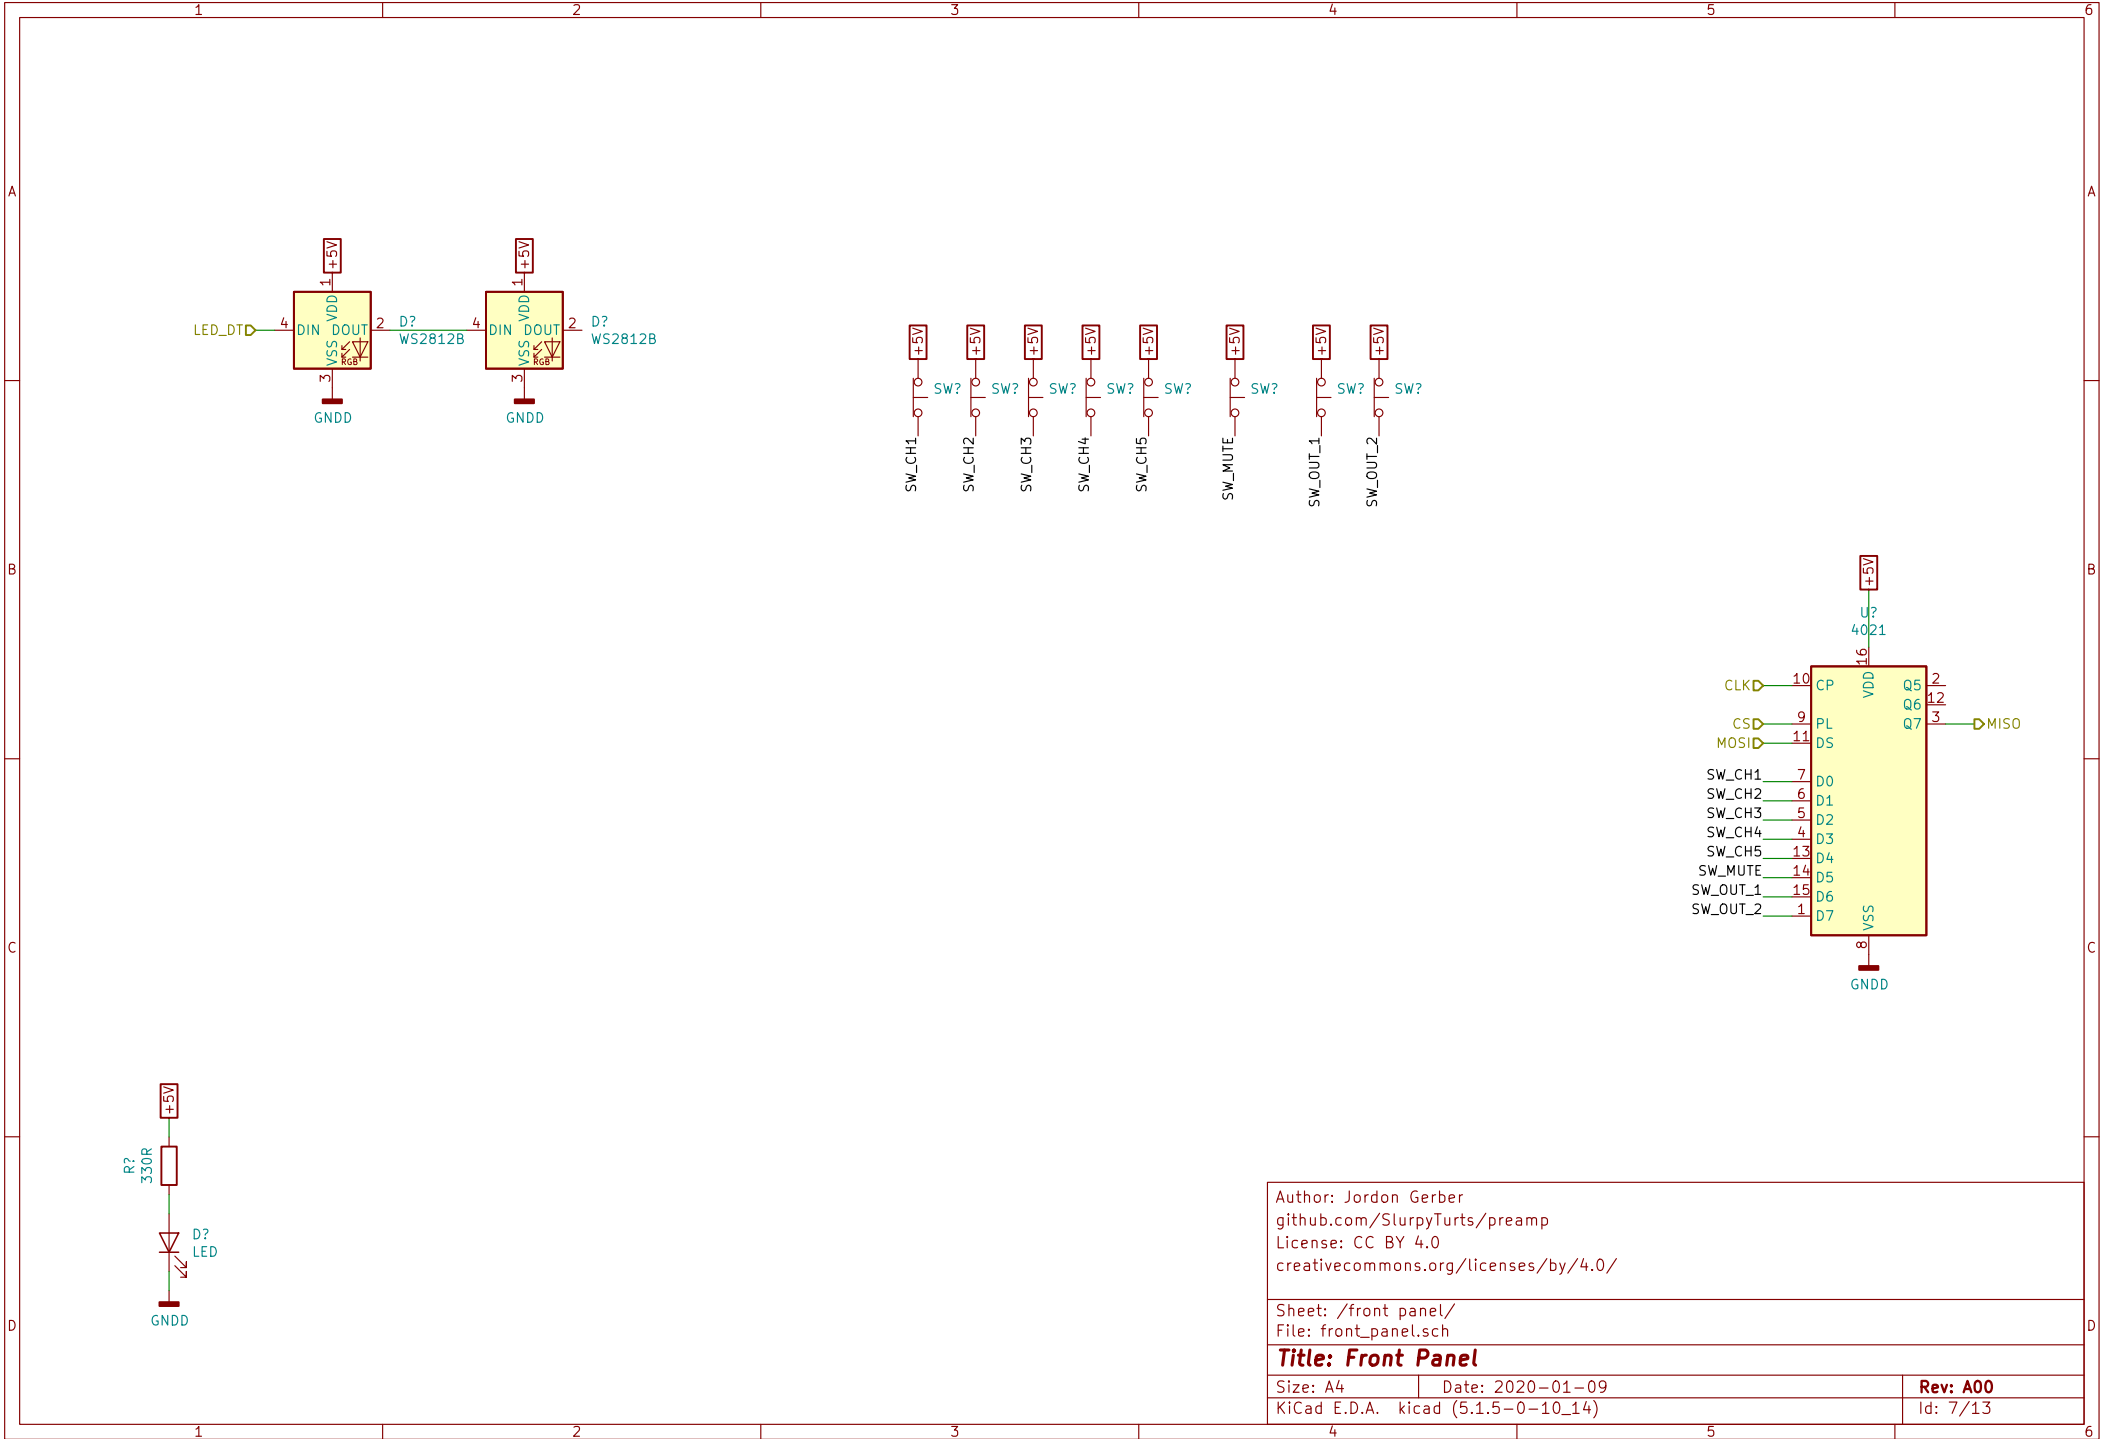 1 2 3 4 5 6
A A
+5V +5V
1 VDD 1 VDD
LED_DT 4 DIN DOUT 2 D? 4 DIN DOUT 2 D?
WS2812B WS2812B
VSS RGB VSS RGB
3 3
GNDD GNDD
+5V +5V +5V +5V +5V +5V +5V +5V
SW? SW? SW? SW? SW? SW? SW? SW?
SW_CH1 SW_CH2 SW_CH3 SW_CH4 SW_CH5 SW_MUTE SW_OUT_1 SW_OUT_2
B B
+5V
U?
4021
16 VDD
CLK 10 CP Q5 2
Q6 12
CS 9 PL Q7 3 MISO
MOSI 11 DS
SW_CH1 7 D0
SW_CH2 6 D1
SW_CH3 5 D2
SW_CH4 4 D3
SW_CH5 13 D4
SW_MUTE 14 D5
SW_OUT_1 15 D6
SW_OUT_2 1 D7
VSS
8
C C
GNDD
+5V
R?
330R
D?
LED
GNDD
D D
Author: Jordon Gerber
github.com/SlurpyTurts/preamp
License: CC BY 4.0
creativecommons.org/licenses/by/4.0/
Sheet: /front panel/
File: front_panel.sch
Title: Front Panel
Size: A4 Date: 2020-01-09 Rev: A00
KiCad E.D.A. kicad (5.1.5-0-10_14) Id: 7/13
1 2 3 4 5 6